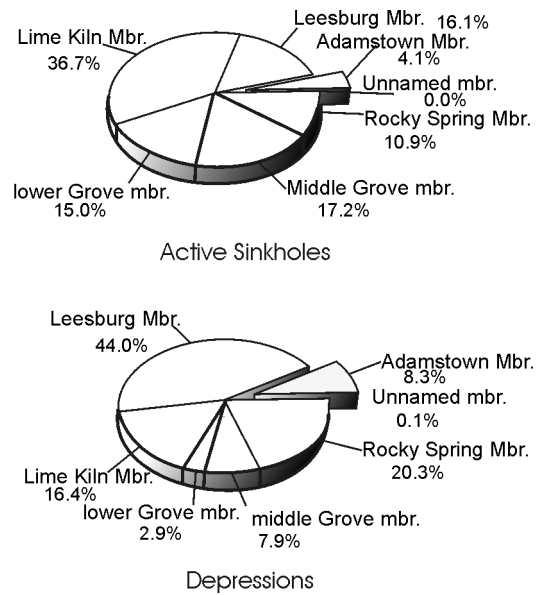 Leesburg Mbr. 16.1%
Lime Kiln Mbr.
36.7%
Adamstown Mbr.
4.1%
Unnamed mbr.
0.0%
Rocky Spring Mbr.
10.9%
lower Grove mbr.
15.0%
Middle Grove mbr.
17.2%
Active Sinkholes
Leesburg Mbr.
44.0%
Adamstown Mbr.
8.3%
Unnamed mbr.
0.1%
Rocky Spring Mbr.
20.3%
Lime Kiln Mbr.
16.4%
lower Grove mbr.
2.9%
middle Grove mbr.
7.9%
Depressions